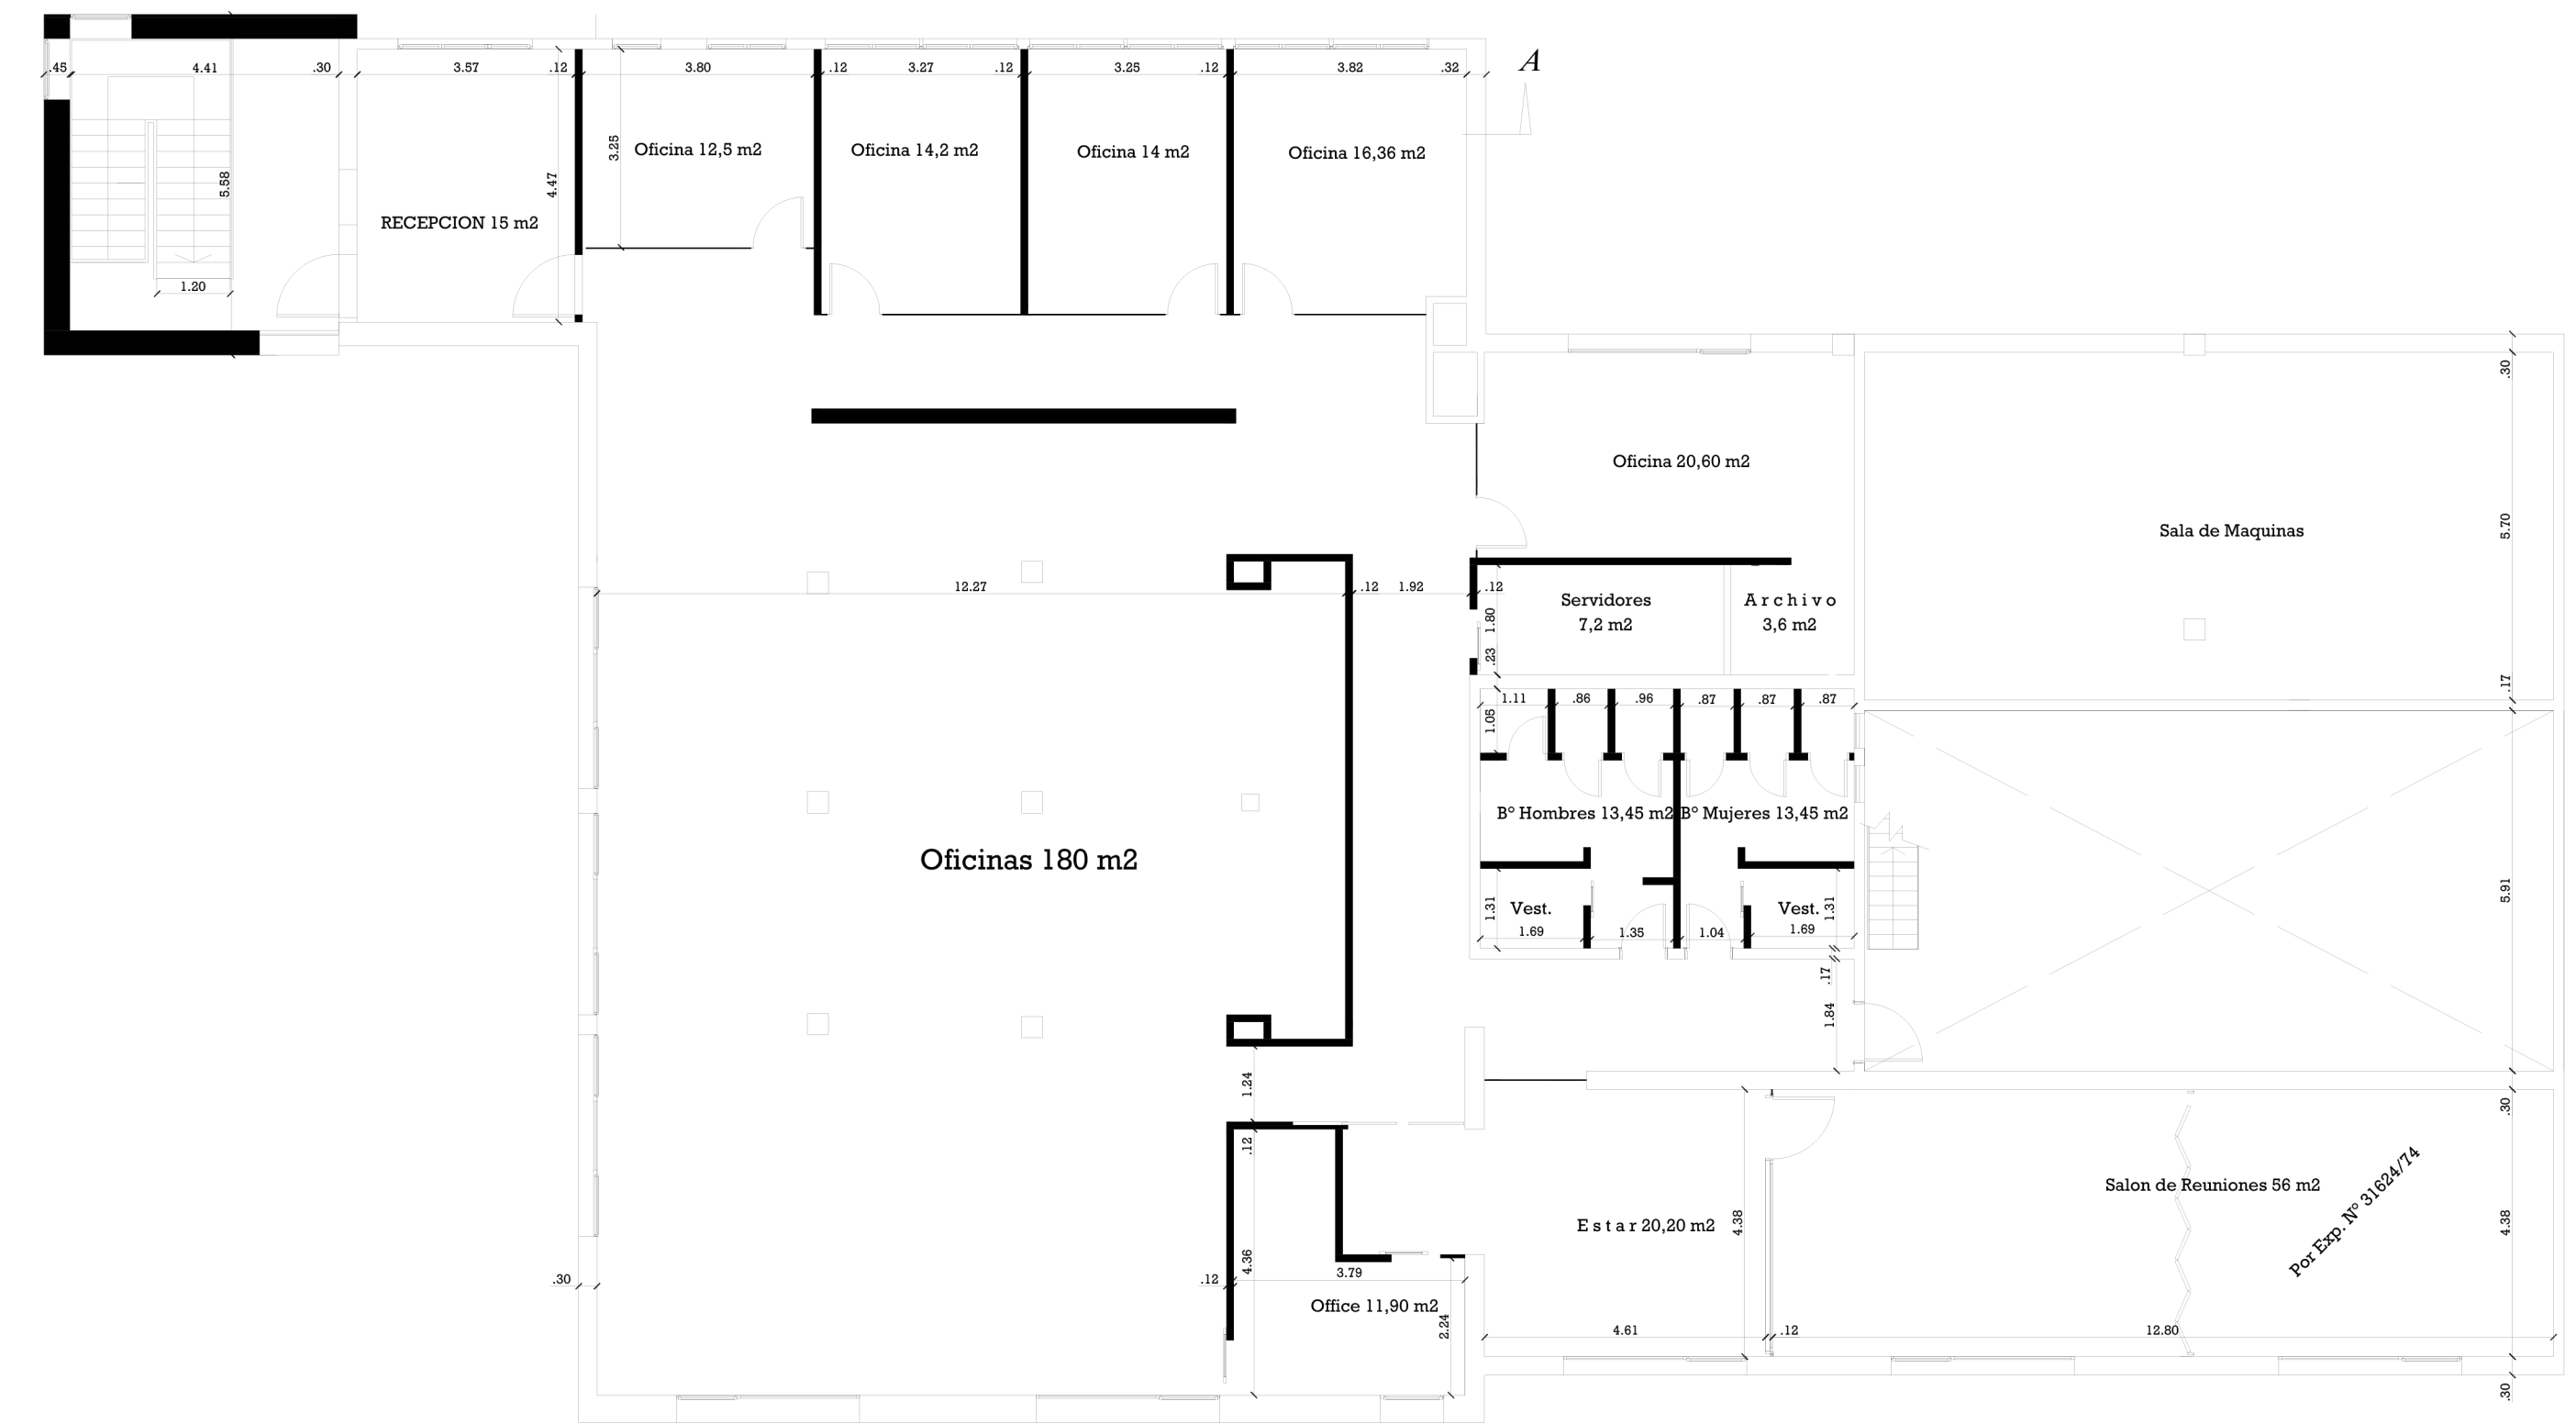 A
.45
4.41
.30
3.57
.12
3.80
.12
3.27
.12
3.25
.12
3.82
.32
3.25
Oficina 12,5 m2
Oficina 14,2 m2
Oficina 14 m2
Oficina 16,36 m2
5.58
4.47
RECEPCION 15 m2
1.20
.30
Oficina 20,60 m2
5.70
Sala de Maquinas
12.27
.12
1.92
.12
1.80
Servidores
7,2 m2
A r c h i v o
3,6 m2
.23
.17
1.11
.86
.96
.87
.87
.87
1.05
Bº Hombres 13,45 m2
Bº Mujeres 13,45 m2
Oficinas 180 m2
5.91
1.31
Vest.
1.69
1.35
1.04
Vest.
1.31
1.69
.17
1.84
1.24
.30
.12
Salon de Reuniones 56 m2
Por Exp. Nº 31624/74
E s t a r 20,20 m2
4.38
4.38
4.36
.30
.12
3.79
Office 11,90 m2
2.24
4.61
.12
12.80
.30